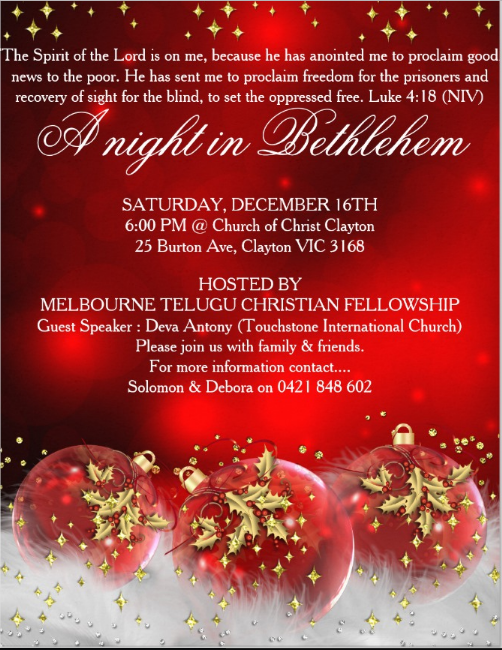 The Spirit of the Lord is on me, because he has anointed me to proclaim good
news to the poor. He has sent me to proclaim freedom for the prisoners and
recovery of sight for the blind, to set the oppressed free. Luke 4:18 (NIV)
A night in Bethlehem
SATURDAY, DECEMBER 16TH
6:00 PM @ Church of Christ Clayton
25 Burton Ave, Clayton VIC 3168
HOSTED BY
MELBOURNE TELUGU CHRISTIAN FELLOWSHIP
Guest Speaker : Deva Antony (Touchstone International Church)
Please join us with family & friends.
For more information contact....
Solomon & Debora on 0421 848 602